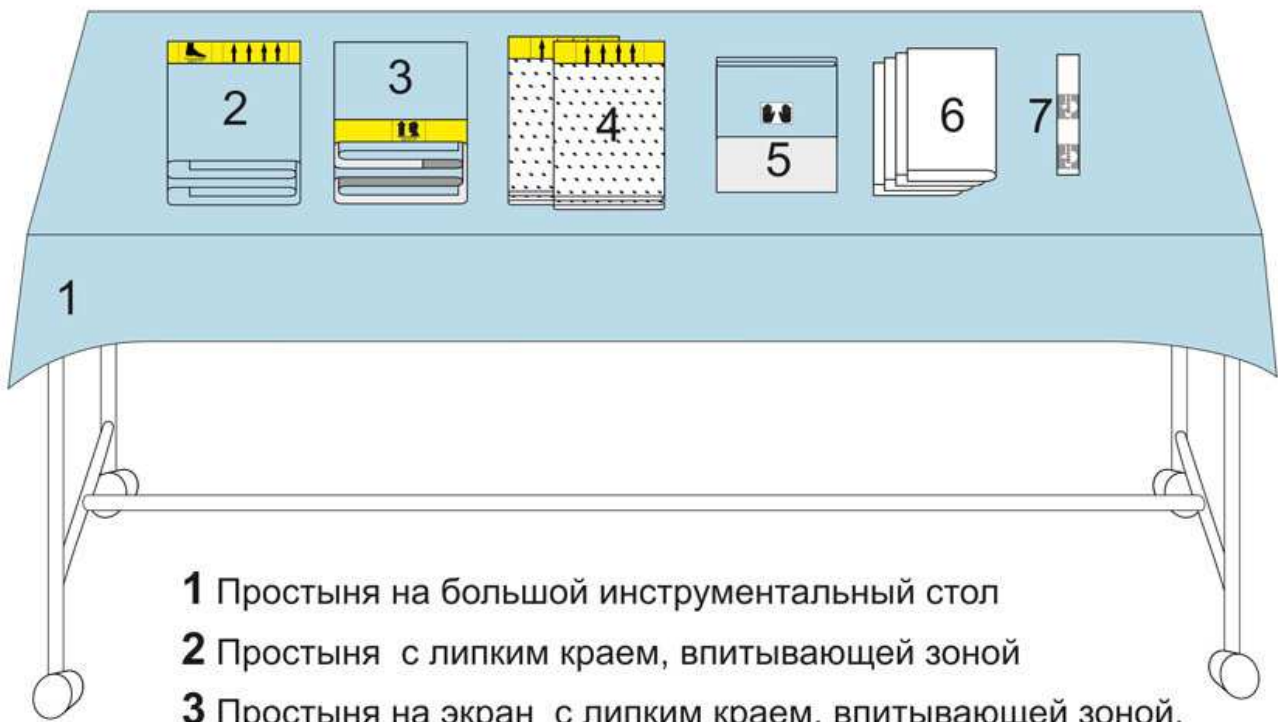 2
3
4
5
6
7
1
1 Простыня на большой инструментальный стол
2 Простыня с липким краем, впитывающей зоной
3 Простыня на экран с липким краем, впитывающей зоной,